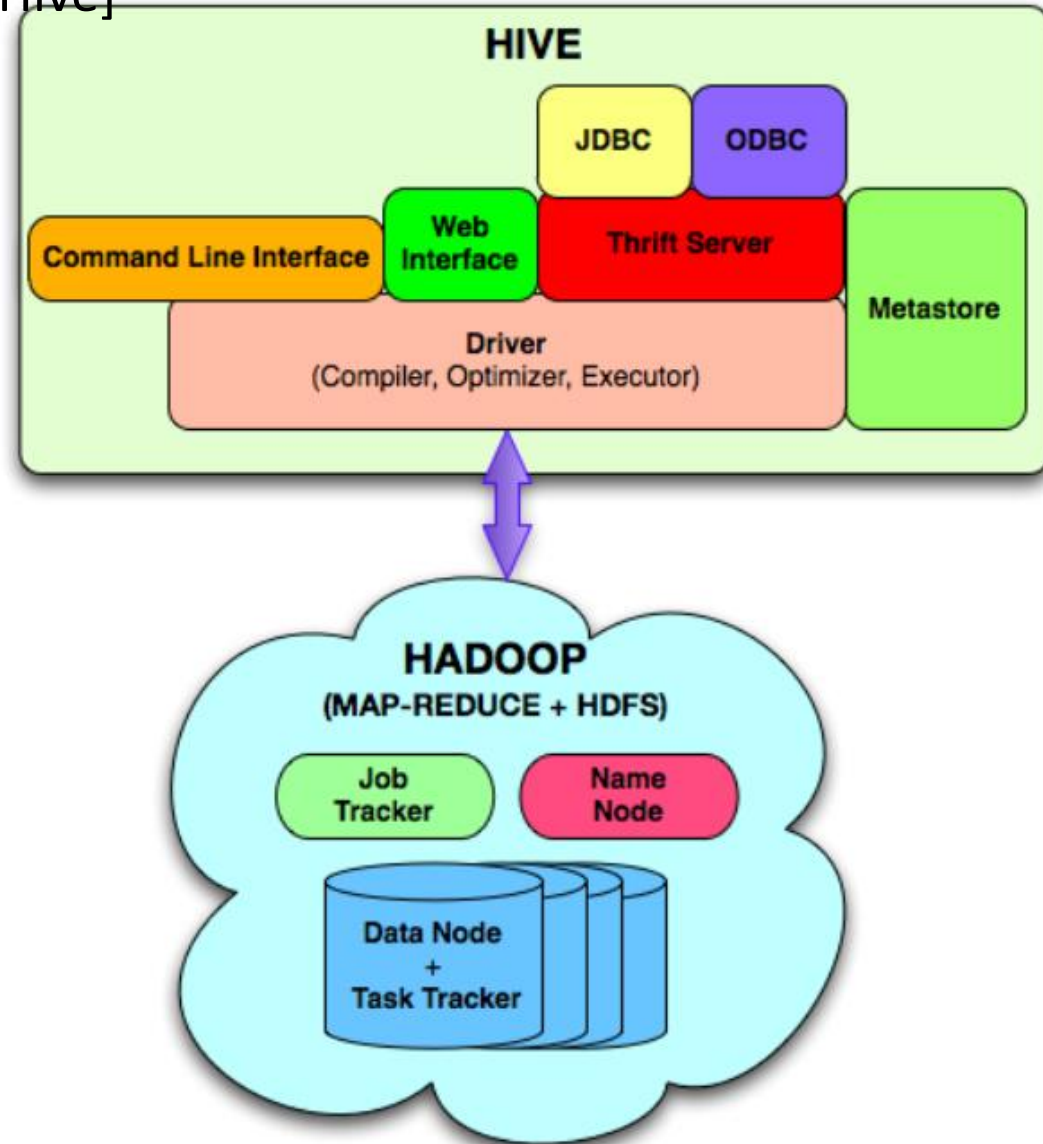 Hive]
HIVE
JDBC
ODBC
Command Line Interface
Web
Interface
Thrift Server
Metastore
Driver
(Compiler, Optimizer, Executor)
HADOOP
(MAP-REDUCE + HDFS)
Job
Tracker
Name
Node
Data Node
+
Task Tracker